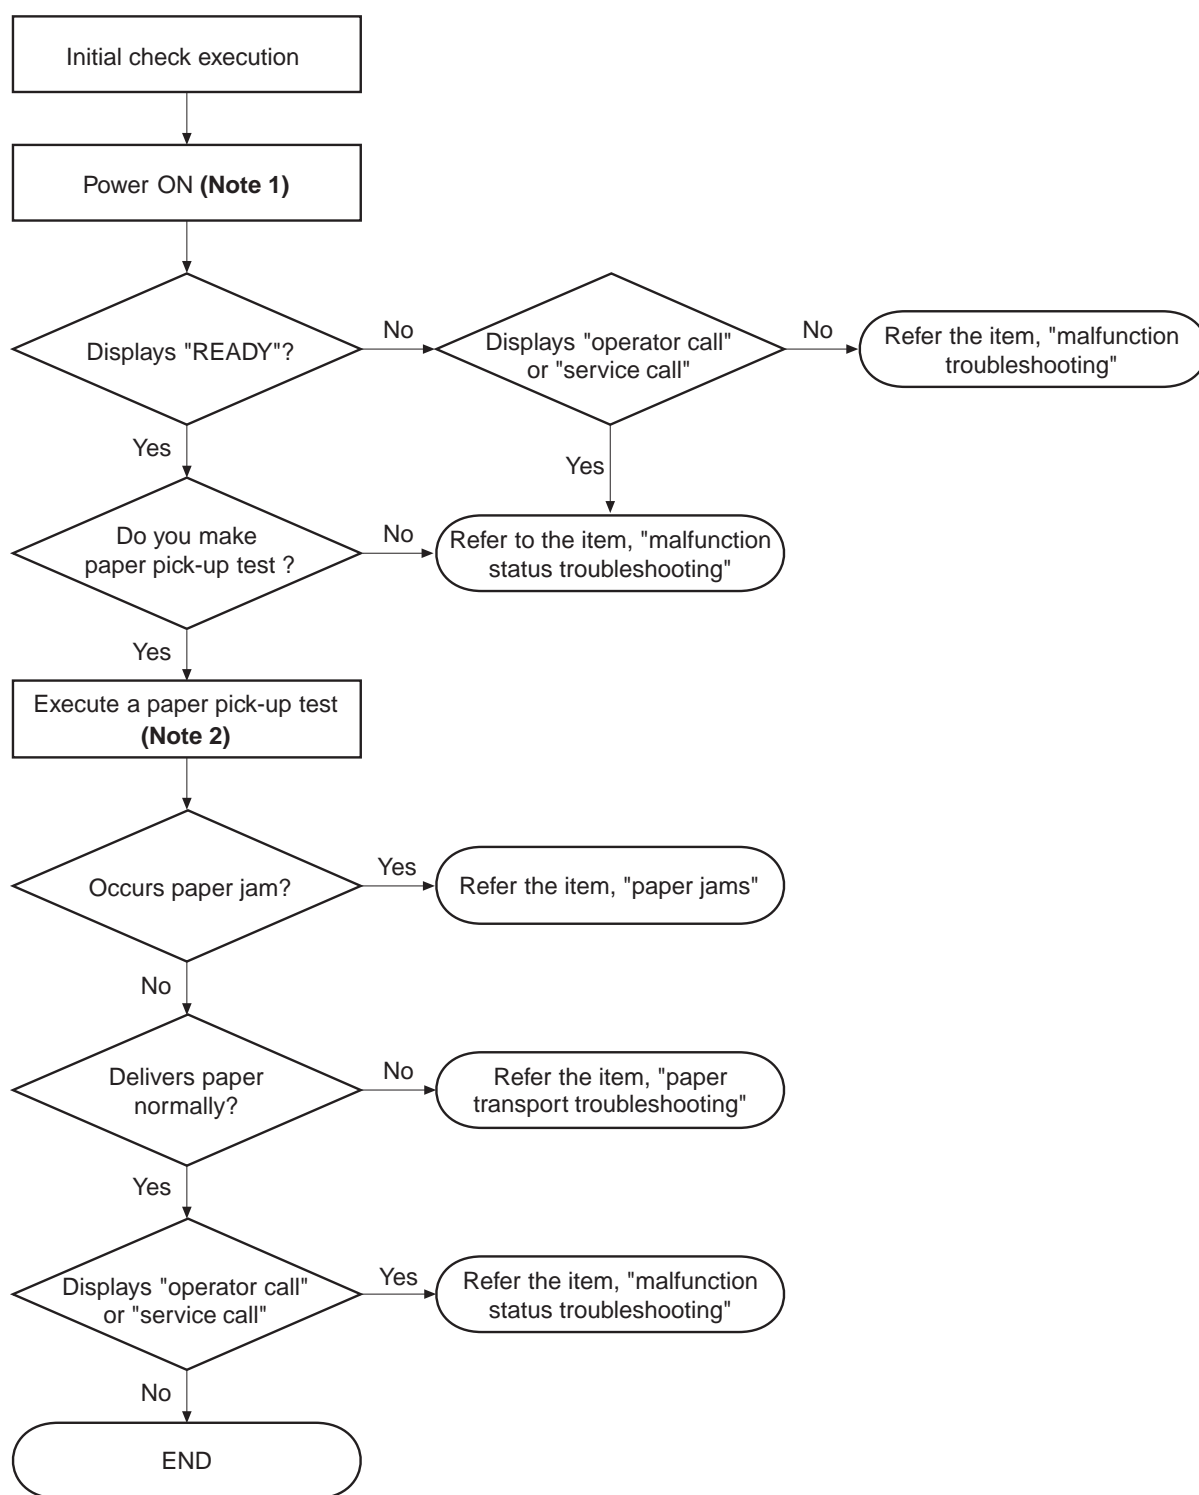 Initial check execution
Power ON (Note 1)
Displays "READY"?
No
Displays "operator call"
or "service call"
No
Refer the item, "malfunction
troubleshooting"
Yes
Yes
Do you make
paper pick-up test ?
No
Refer to the item, "malfunction
status troubleshooting"
Yes
Execute a paper pick-up test
(Note 2)
Occurs paper jam?
Yes
Refer the item, "paper jams"
No
Delivers paper
normally?
No
Refer the item, "paper
transport troubleshooting"
Yes
Displays "operator call"
or "service call"
Yes
Refer the item, "malfunction
status troubleshooting"
No
END